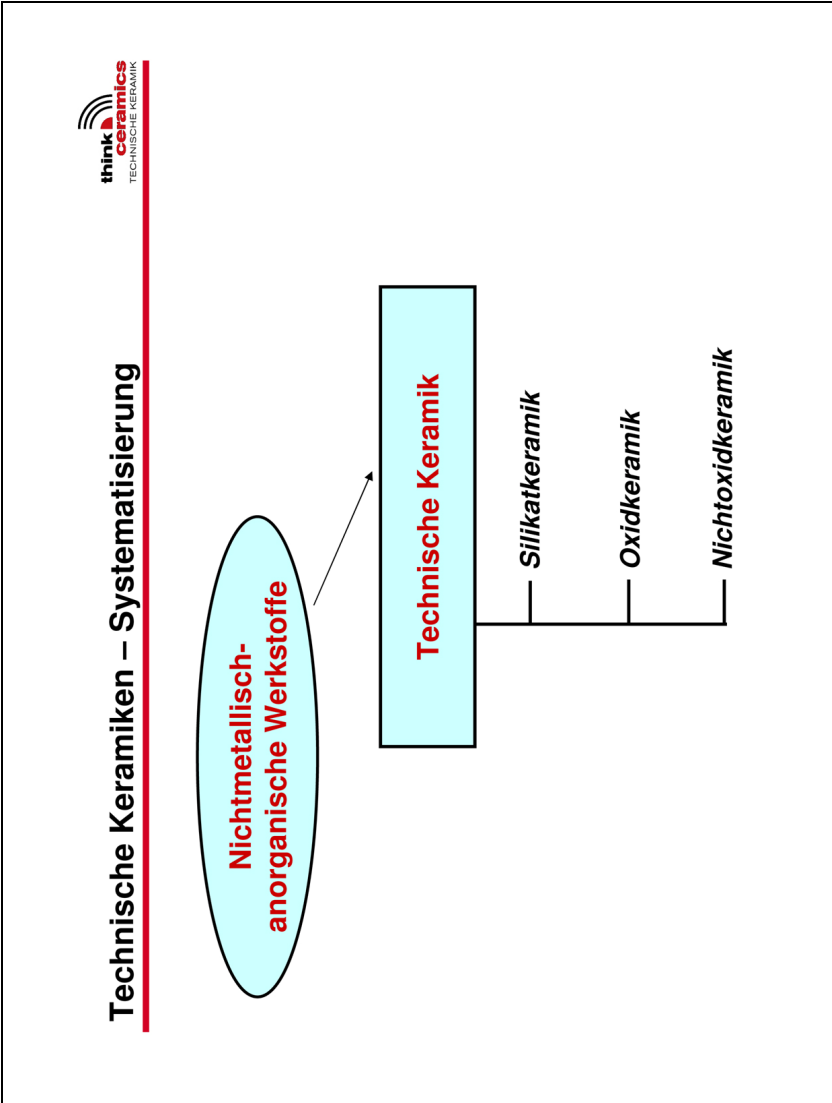 Technische Keramiken – Systematisierung
think
ceramics
TECHNISCHE KERAMIK
Nichtmetallisch-
anorganische Werkstoffe
Technische Keramik
Silikatkeramik
Oxidkeramik
Nichtoxidkeramik